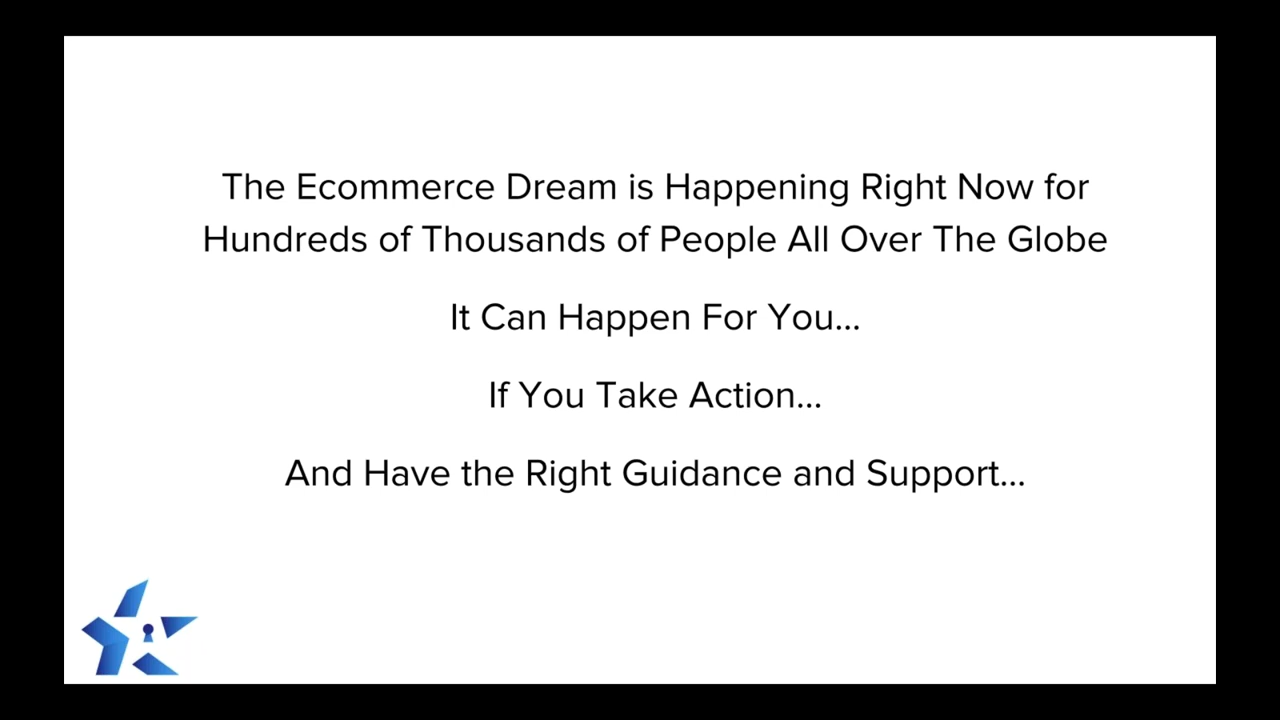 The Ecommerce Dream is Happening Right Now for
Hundreds of Thousands of People All Over The Globe
It Can Happen For You...
If You Take Action...
And Have the Right Guidance and Support...